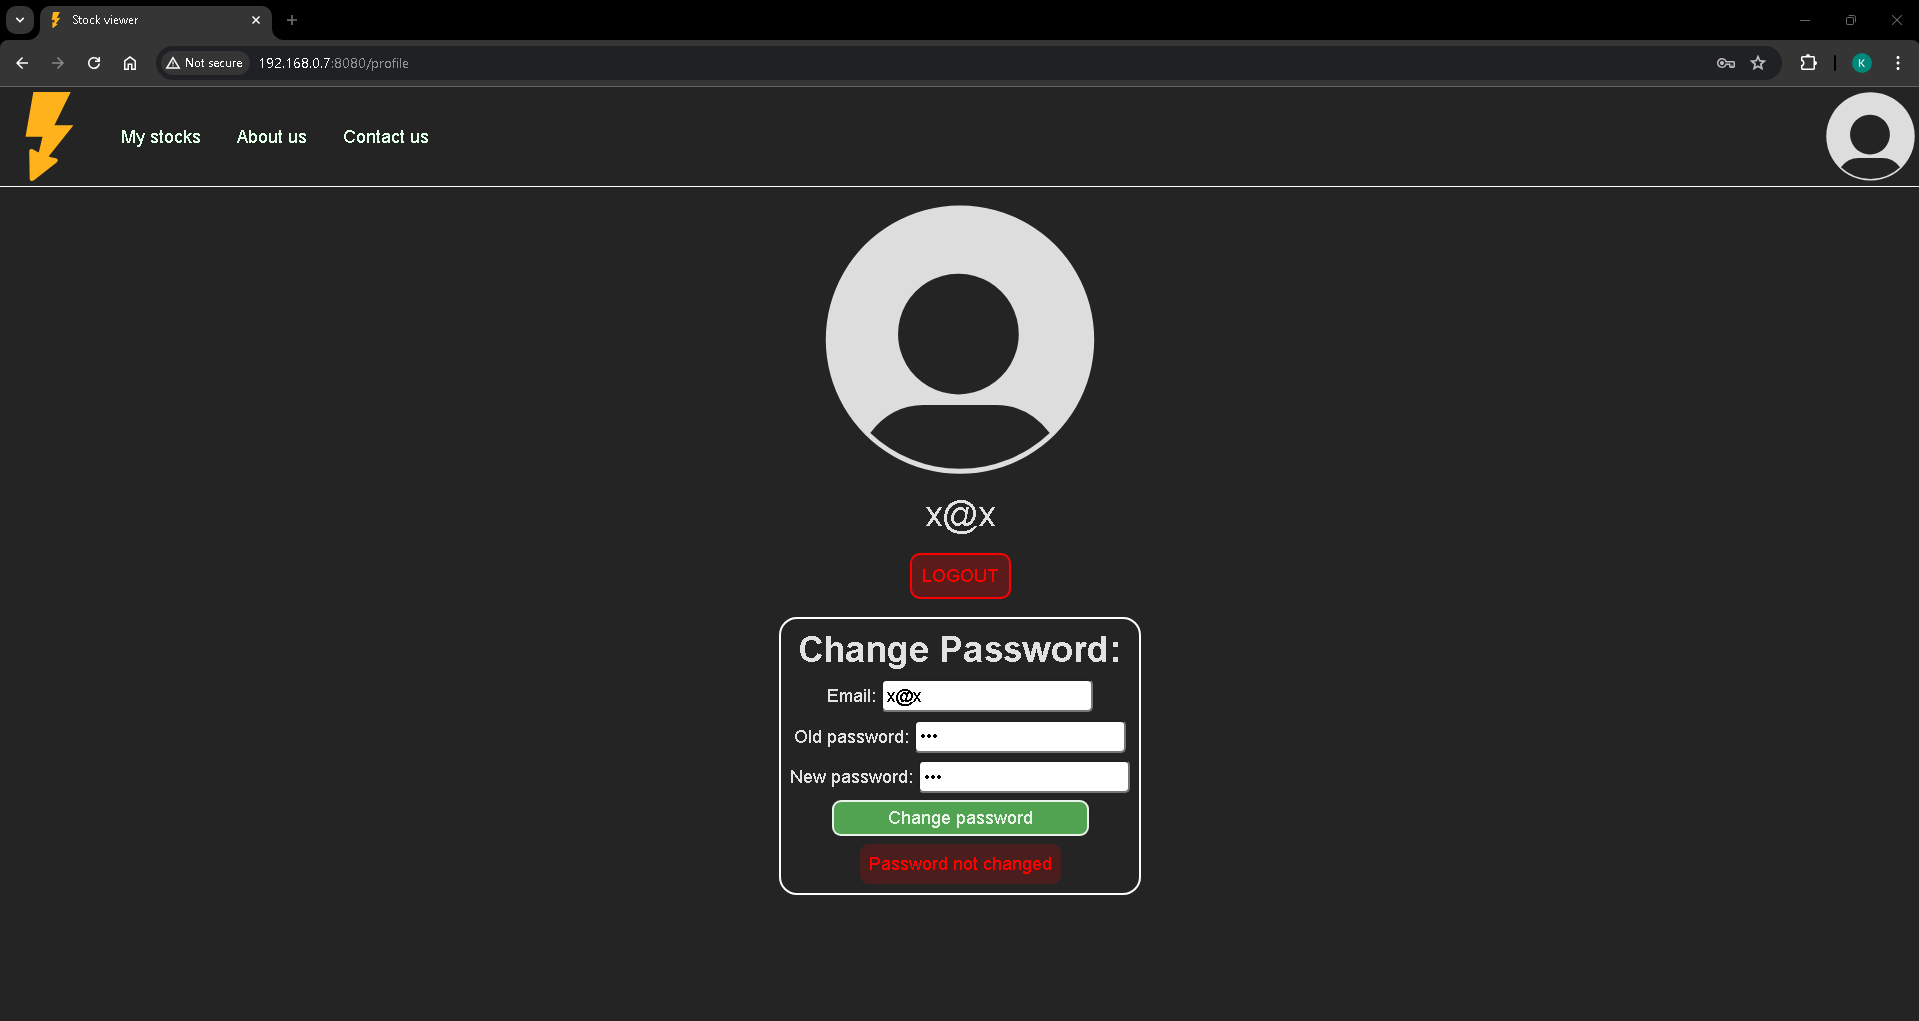 Stock viewer
Not secure 192.168.0.7:8080/profile
K
My stocks About us Contact us
x@x
LOGOUT
Change Password:
Email: x@x
Old password: •••
New password: •••
Change password
Password not changed